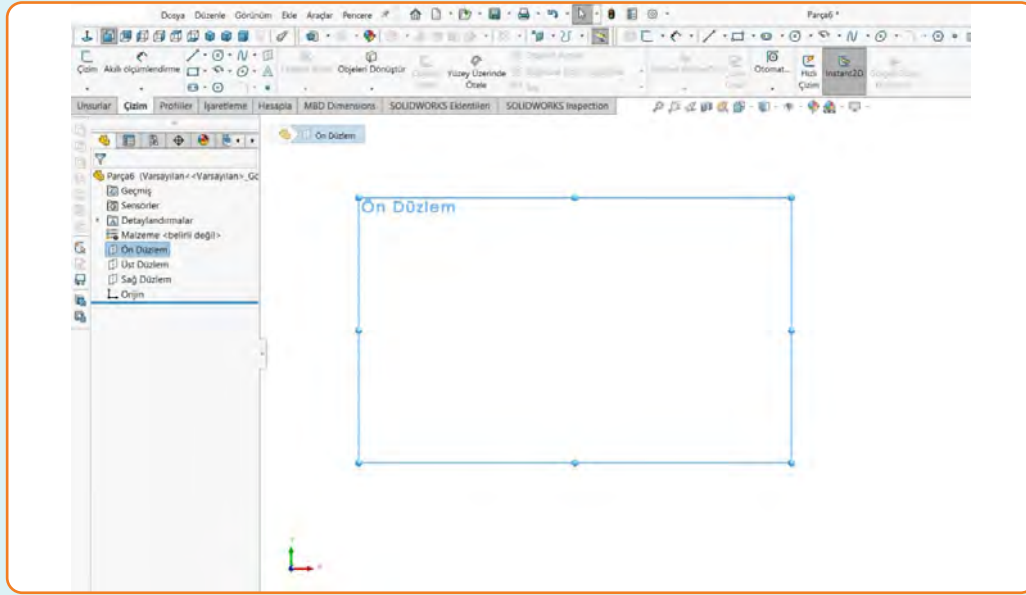 Dosya Düzenle Görünüm Ekle Araçlar Pencere Parça6 *
Çizim Akıllı ölçümlendirme Objeleri Dönüştür Yüzey Üzerinde Ötele Otomat... Hızlı Çizim Instant2D
Unsurlar Çizim Profiller İşaretleme Hesapla MBD Dimensions SOLIDWORKS Eklentileri SOLIDWORKS Inspection
Ön Düzlem
Parça6 (Varsayılan<<Varsayılan>_Gö
Geçmiş
Sensörler
Detaylandırmalar
Malzeme <belirli değil>
Ön Düzlem
Üst Düzlem
Sağ Düzlem
Orijin
Ön Düzlem